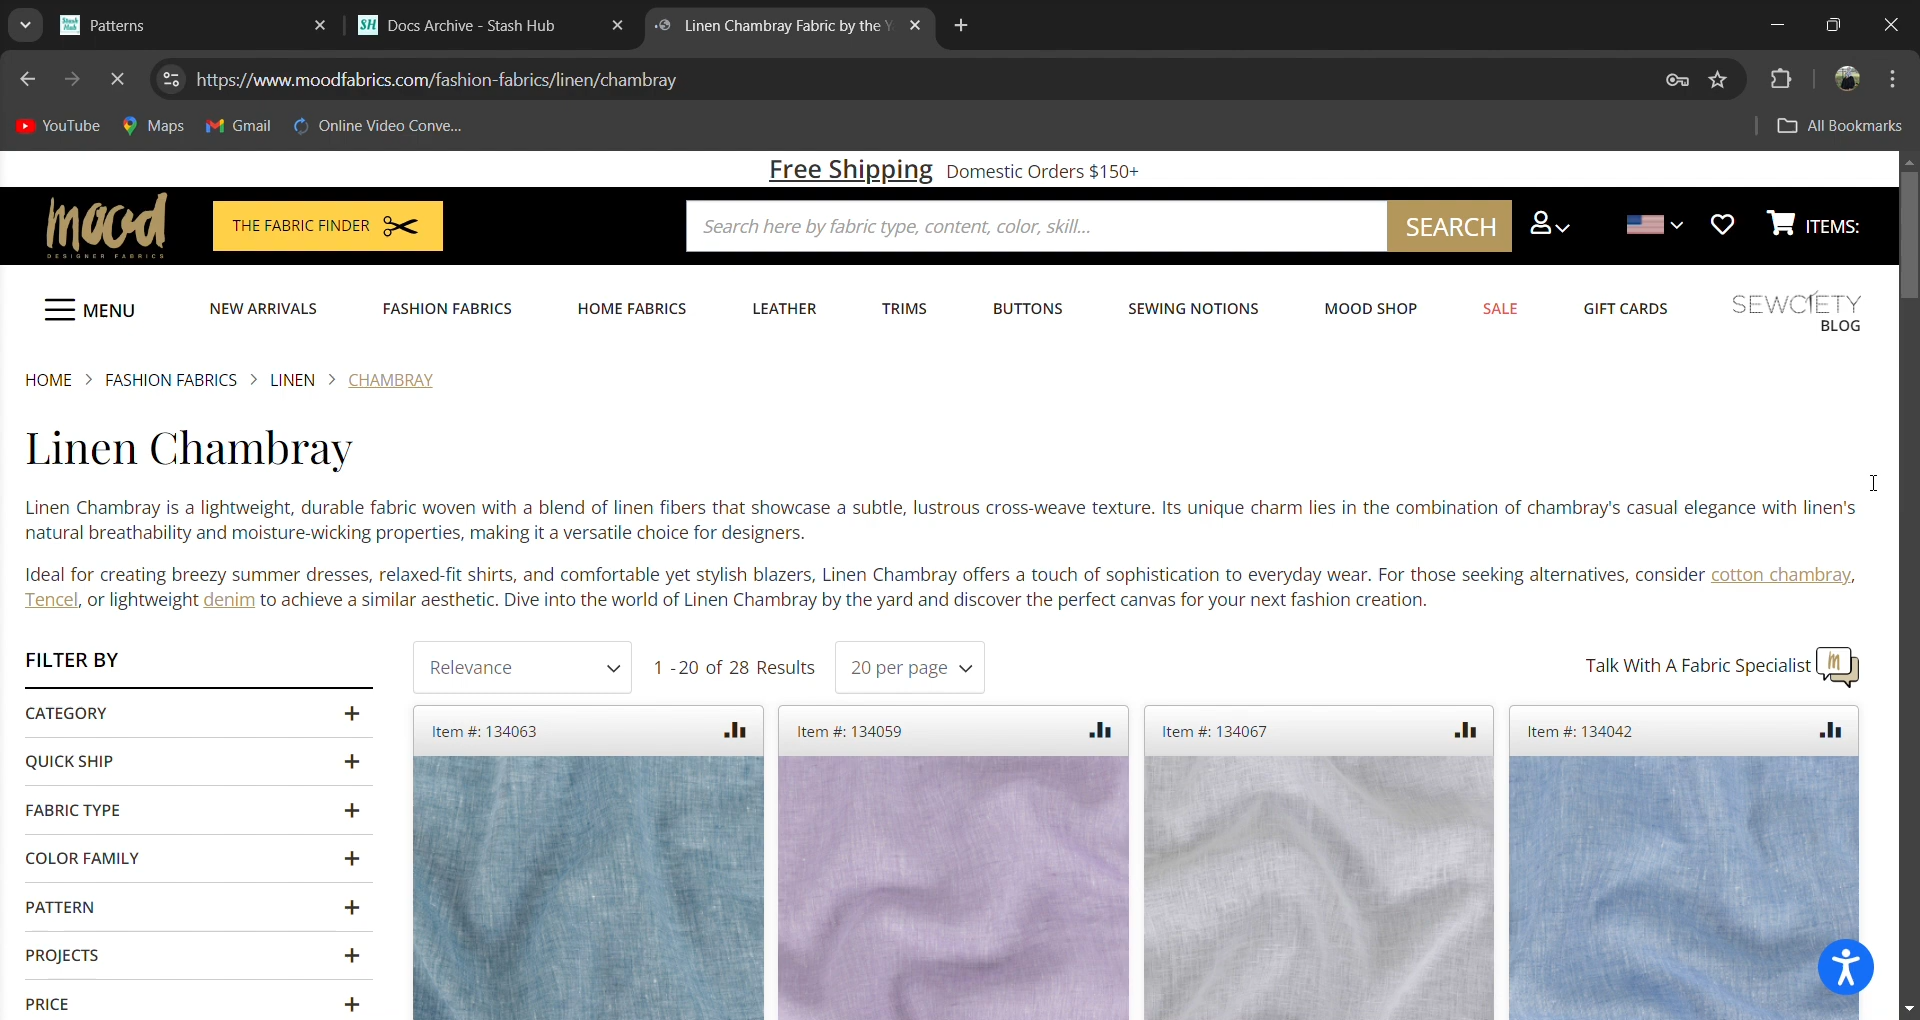 Patterns
Docs Archive - Stash Hub
Linen Chambray Fabric by the Y
https://www.moodfabrics.com/fashion-fabrics/linen/chambray
YouTube
Maps
Gmail
Online Video Conve...
All Bookmarks
Free Shipping Domestic Orders $150+
mood
DESIGNER FABRICS
THE FABRIC FINDER
Search here by fabric type, content, color, skill...
SEARCH
ITEMS:
MENU
NEW ARRIVALS
FASHION FABRICS
HOME FABRICS
LEATHER
TRIMS
BUTTONS
SEWING NOTIONS
MOOD SHOP
SALE
GIFT CARDS
SEWCIETY
BLOG
HOME > FASHION FABRICS > LINEN > CHAMBRAY
Linen Chambray
Linen Chambray is a lightweight, durable fabric woven with a blend of linen fibers that showcase a subtle, lustrous cross-weave texture. Its unique charm lies in the combination of chambray's casual elegance with linen's
natural breathability and moisture-wicking properties, making it a versatile choice for designers.
Ideal for creating breezy summer dresses, relaxed-fit shirts, and comfortable yet stylish blazers, Linen Chambray offers a touch of sophistication to everyday wear. For those seeking alternatives, consider cotton chambray,
Tencel, or lightweight denim to achieve a similar aesthetic. Dive into the world of Linen Chambray by the yard and discover the perfect canvas for your next fashion creation.
FILTER BY
Relevance
1 -20 of 28 Results
20 per page
Talk With A Fabric Specialist
CATEGORY +
QUICK SHIP +
FABRIC TYPE +
COLOR FAMILY +
PATTERN +
PROJECTS +
PRICE +
Item #: 134063
Item #: 134059
Item #: 134067
Item #: 134042